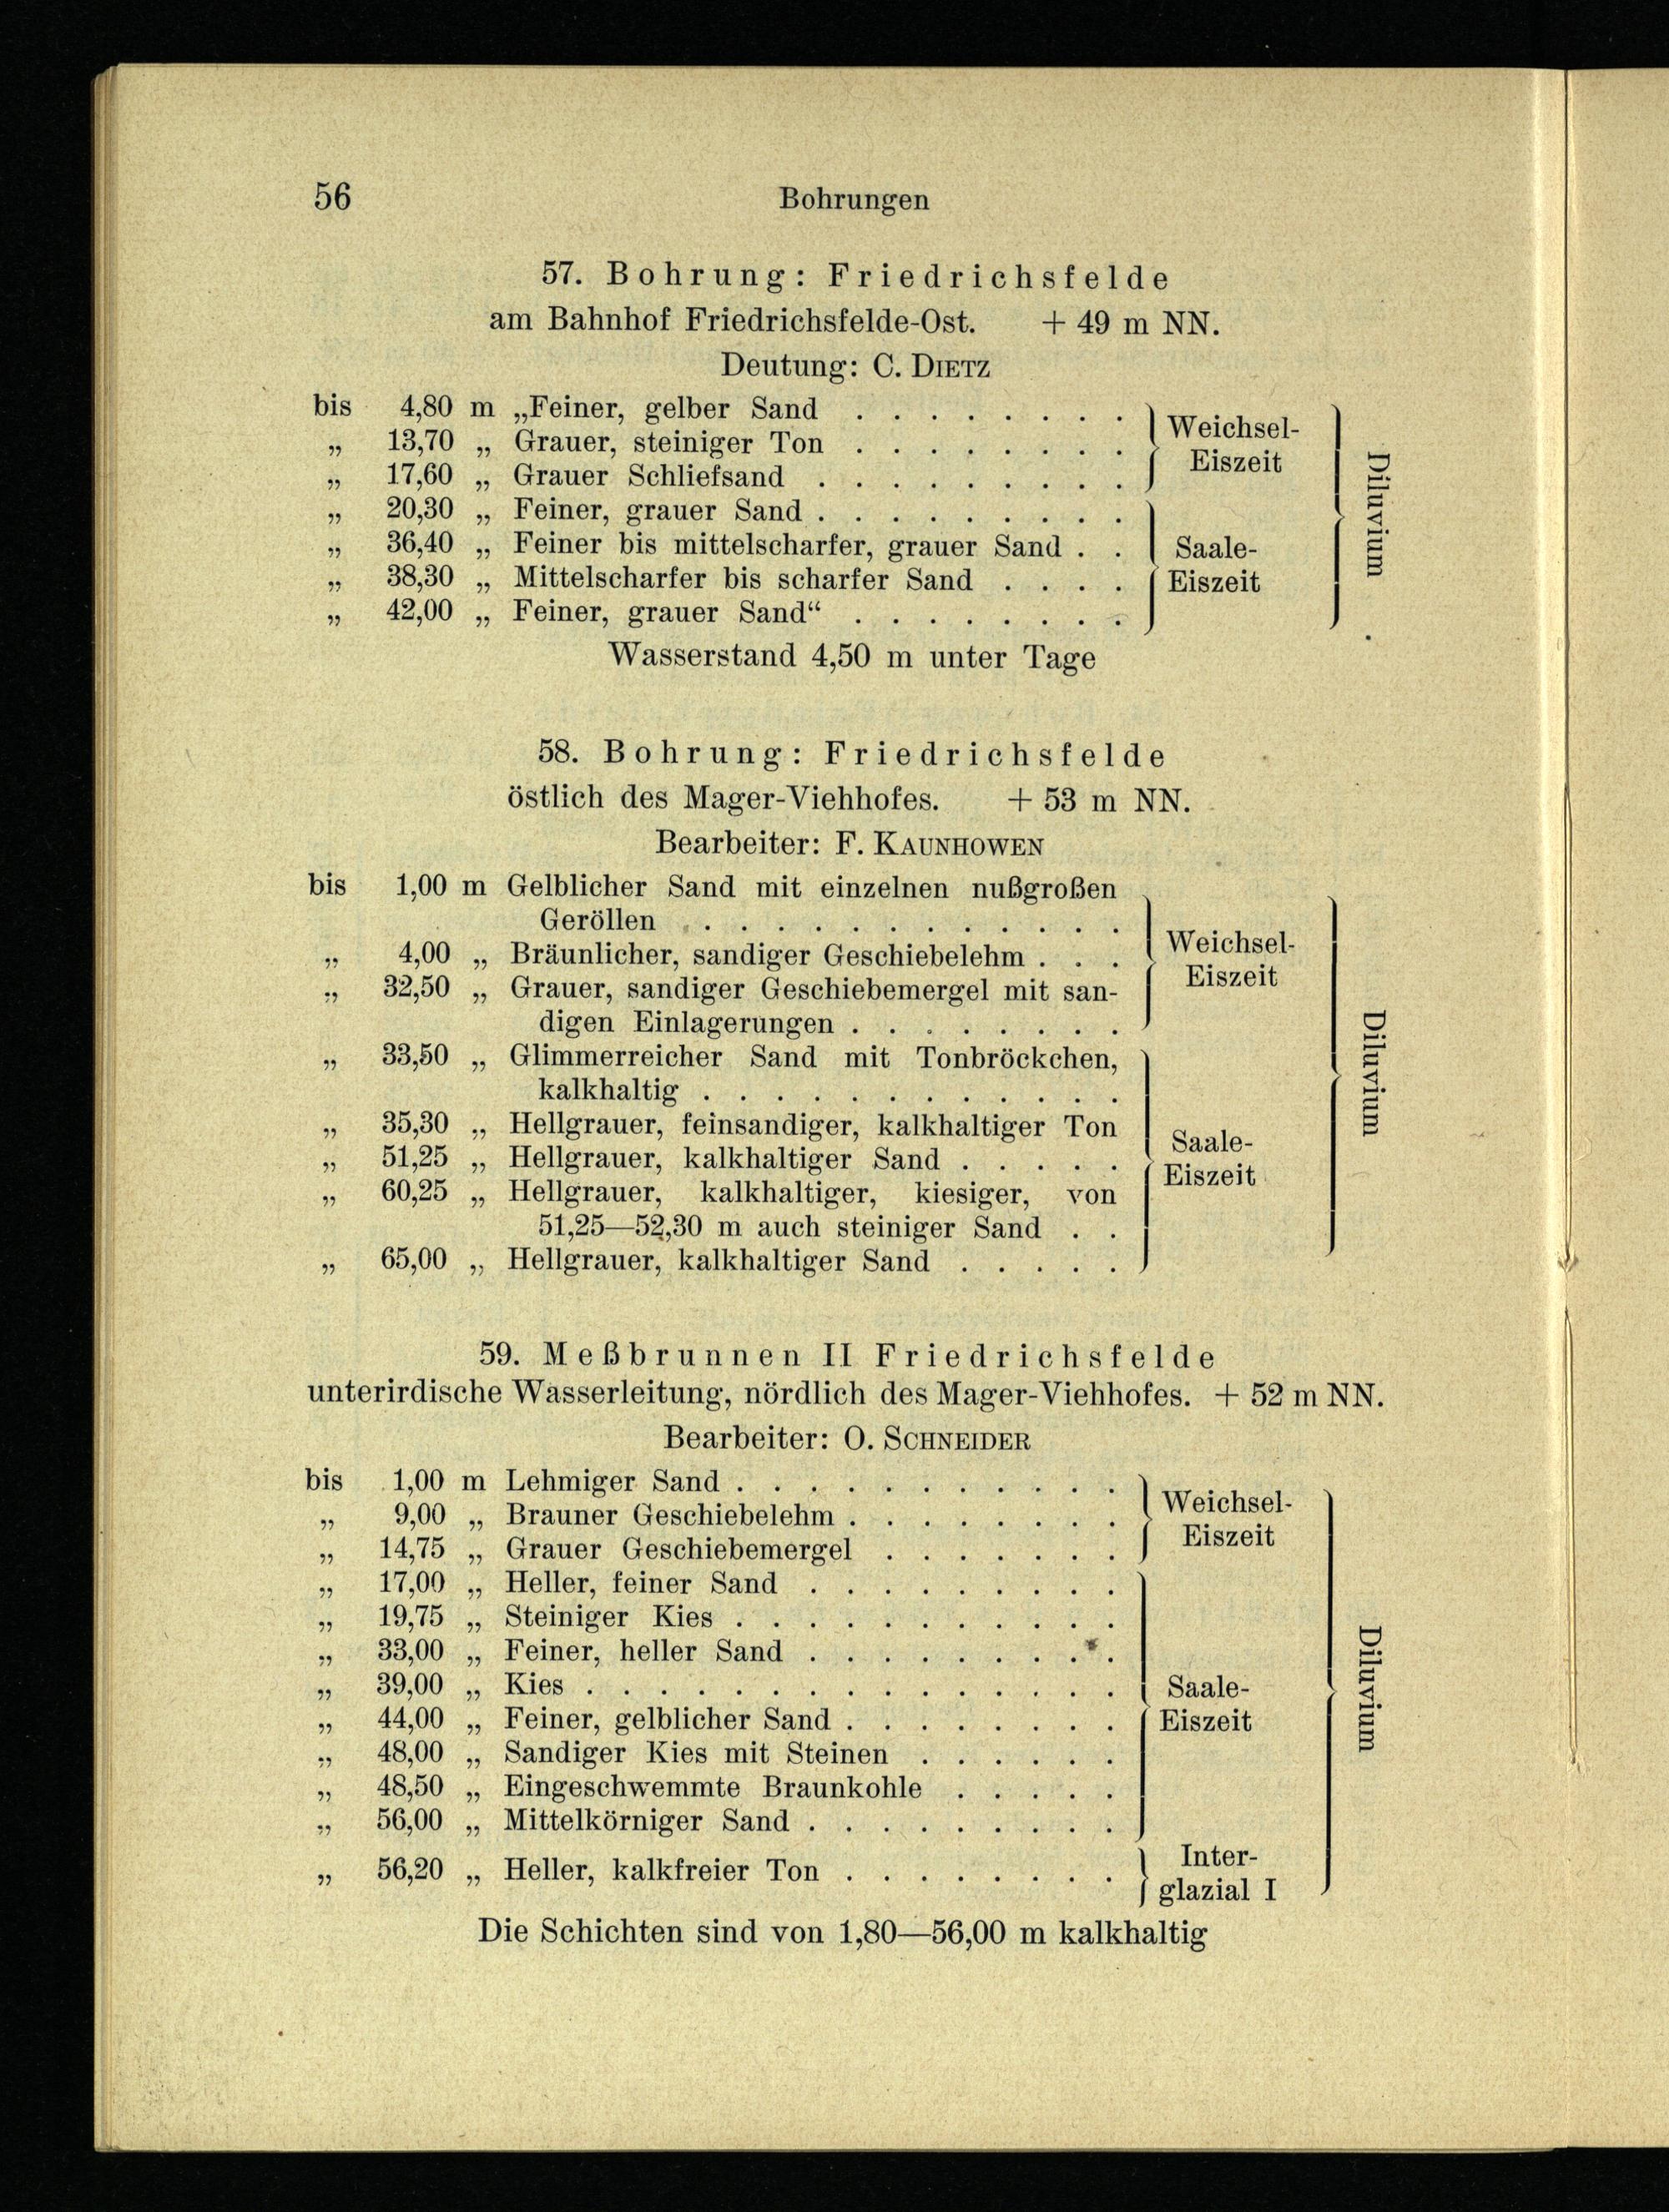 56
Bohrungen
57. Bohrung: Friedrichsfelde
am Bahnhof Friedrichsfelde-Ost. + 49 m NN.
Deutung: C. DIETZ
bis 4,80 m „Feiner, gelber Sand . . . . . . . .
„ 13,70 „ Grauer, steiniger Ton . . . . . . . .
„ 17,60 „ Grauer Schliefsand . . . . . . . . .
Weichsel-
Eiszeit
„ 20,30 „ Feiner, grauer Sand . . . . . . . . .
„ 36,40 „ Feiner bis mittelscharfer, grauer Sand . .
„ 38,30 „ Mittelscharfer bis scharfer Sand . . . .
„ 42,00 „ Feiner, grauer Sand“ . . . . . . . .
Saale-
Eiszeit
Diluvium
Wasserstand 4,50 m unter Tage
58. Bohrung: Friedrichsfelde
östlich des Mager-Viehhofes. + 53 m NN.
Bearbeiter: F. KAUNHOWEN
bis 1,00 m Gelblicher Sand mit einzelnen nußgroßen
Geröllen . . . . . . . . . . . .
„ 4,00 „ Bräunlicher, sandiger Geschiebelehm . . .
„ 32,50 „ Grauer, sandiger Geschiebemergel mit san-
digen Einlagerungen . . . . . . . .
Weichsel-
Eiszeit
„ 33,50 „ Glimmerreicher Sand mit Tonbröckchen,
kalkhaltig . . . . . . . . . . . .
„ 35,30 „ Hellgrauer, feinsandiger, kalkhaltiger Ton
„ 51,25 „ Hellgrauer, kalkhaltiger Sand . . . . .
„ 60,25 „ Hellgrauer, kalkhaltiger, kiesiger, von
51,25—52,30 m auch steiniger Sand . .
„ 65,00 „ Hellgrauer, kalkhaltiger Sand . . . . .
Saale-
Eiszeit
Diluvium
59. Meßbrunnen II Friedrichsfelde
unterirdische Wasserleitung, nördlich des Mager-Viehhofes. + 52 m NN.
Bearbeiter: O. SCHNEIDER
bis 1,00 m Lehmiger Sand . . . . . . . . . . .
„ 9,00 „ Brauner Geschiebelehm . . . . . . . .
„ 14,75 „ Grauer Geschiebemergel . . . . . . .
Weichsel-
Eiszeit
„ 17,00 „ Heller, feiner Sand . . . . . . . . .
„ 19,75 „ Steiniger Kies . . . . . . . . . . .
„ 33,00 „ Feiner, heller Sand . . . . . . . . .
„ 39,00 „ Kies . . . . . . . . . . . . . . .
„ 44,00 „ Feiner, gelblicher Sand . . . . . . . .
„ 48,00 „ Sandiger Kies mit Steinen . . . . . .
„ 48,50 „ Eingeschwemmte Braunkohle . . . . .
„ 56,00 „ Mittelkörniger Sand . . . . . . . . .
Saale-
Eiszeit
„ 56,20 „ Heller, kalkfreier Ton . . . . . . . .
Inter-
glazial I
Diluvium
Die Schichten sind von 1,80—56,00 m kalkhaltig